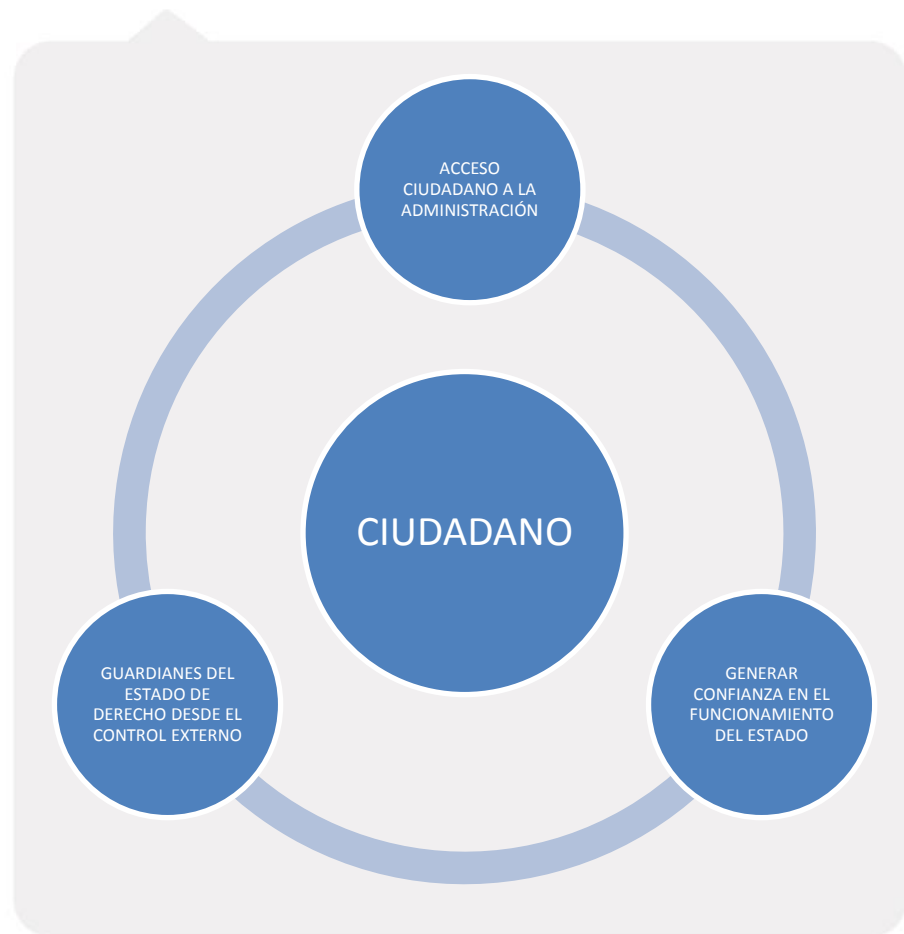 ACCESO
CIUDADANO A LA
ADMINISTRACIÓN
CIUDADANO
GUARDIANES DEL
ESTADO DE
DERECHO DESDE EL
CONTROL EXTERNO
GENERAR
CONFIANZA EN EL
FUNCIONAMIENTO
DEL ESTADO